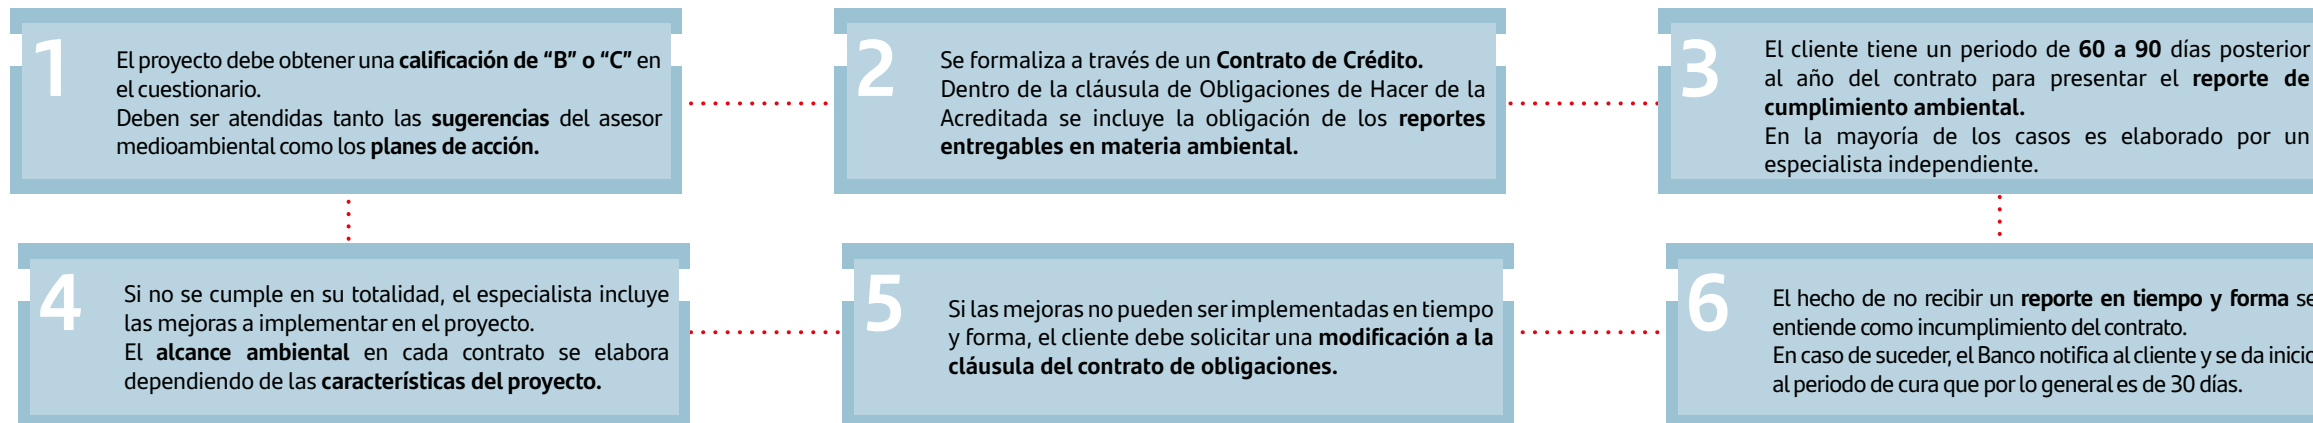 1
El proyecto debe obtener una calificación de “B” o “C” en
el cuestionario.
Deben ser atendidas tanto las sugerencias del asesor
medioambiental como los planes de acción.
2
Se formaliza a través de un Contrato de Crédito.
Dentro de la cláusula de Obligaciones de Hacer de la
Acreditada se incluye la obligación de los reportes
entregables en materia ambiental.
3
El cliente tiene un periodo de 60 a 90 días posterior
al año del contrato para presentar el reporte de
cumplimiento ambiental.
En la mayoría de los casos es elaborado por un
especialista independiente.
4
Si no se cumple en su totalidad, el especialista incluye
las mejoras a implementar en el proyecto.
El alcance ambiental en cada contrato se elabora
dependiendo de las características del proyecto.
5
Si las mejoras no pueden ser implementadas en tiempo
y forma, el cliente debe solicitar una modificación a la
cláusula del contrato de obligaciones.
6
El hecho de no recibir un reporte en tiempo y forma se
entiende como incumplimiento del contrato.
En caso de suceder, el Banco notifica al cliente y se da inicio
al periodo de cura que por lo general es de 30 días.